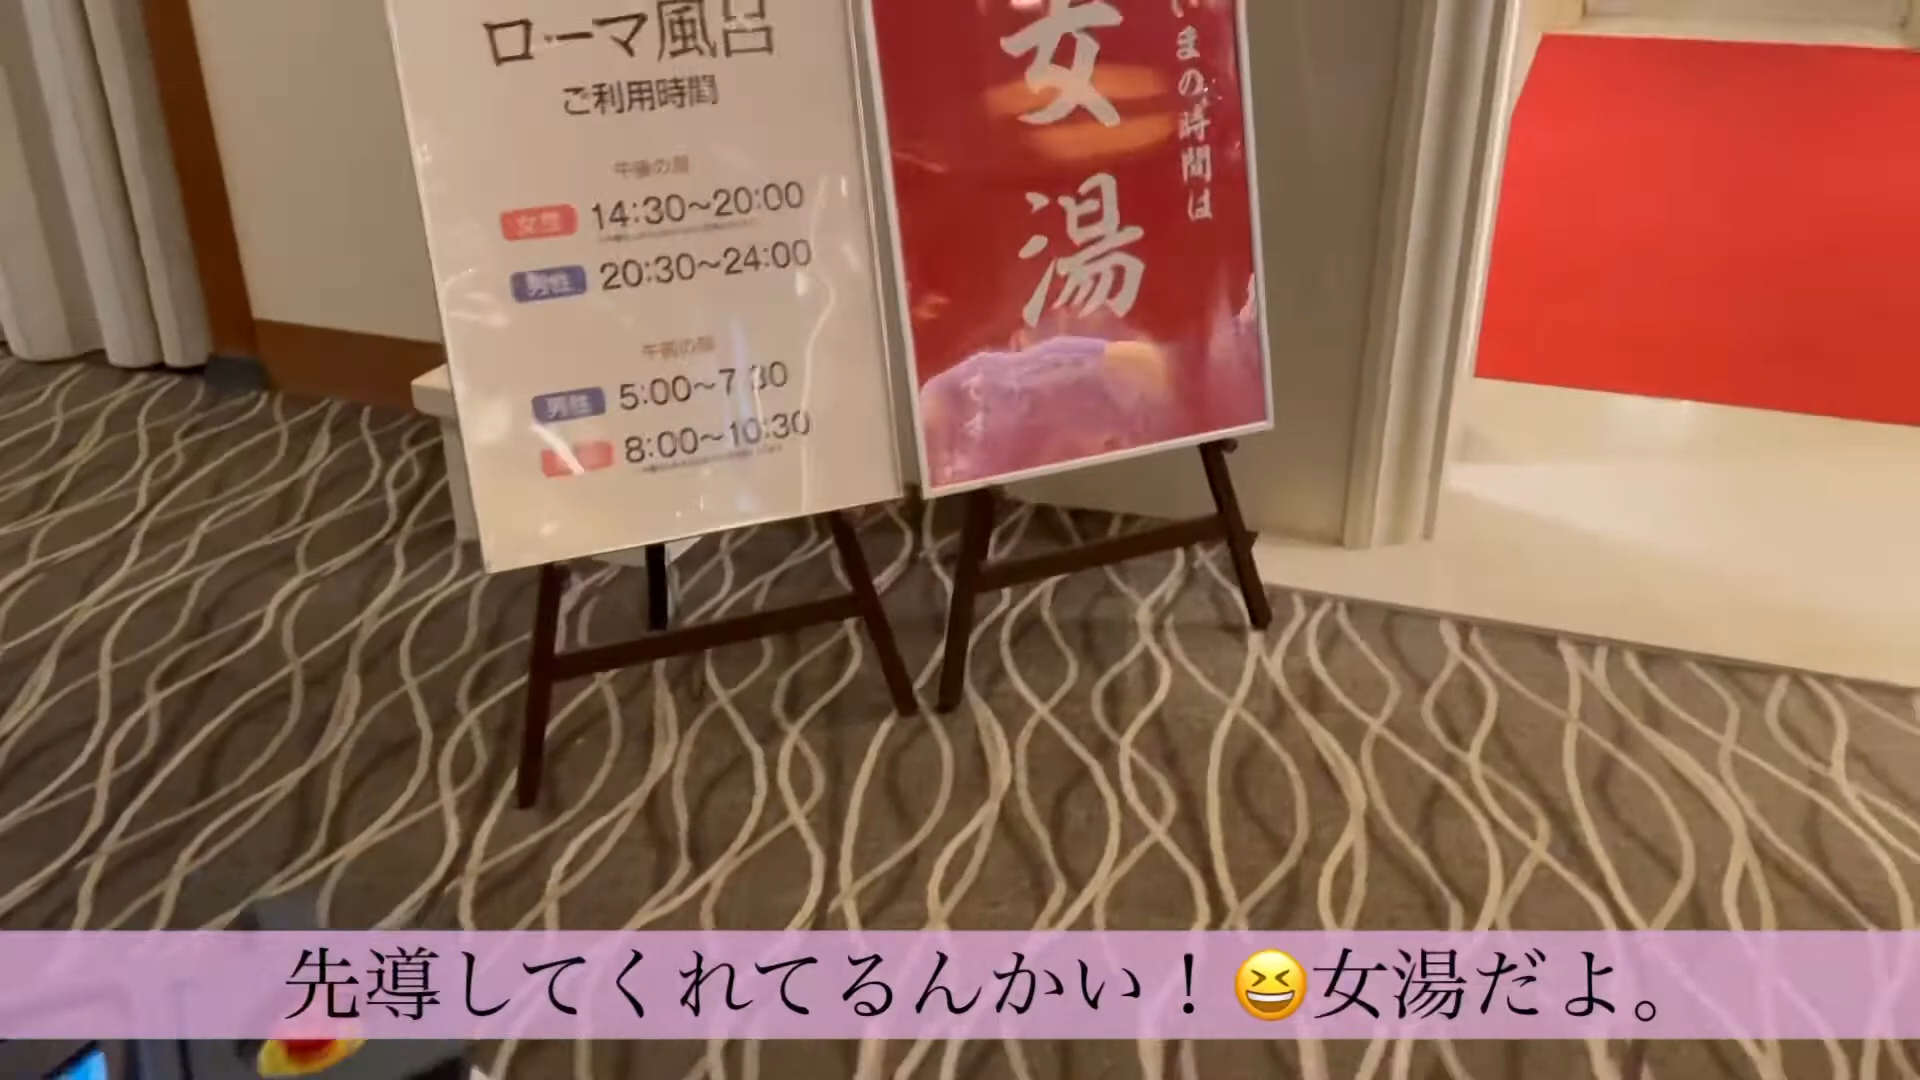 ローマ風呂
ご利用時間
午後の部
女性 14:30~20:00
男性 20:30~24:00
午前の部
男性 5:00~7:30
8:00~10:30
いまの時間は
女湯
です
先導してくれてるんかい！😆女湯だよ。